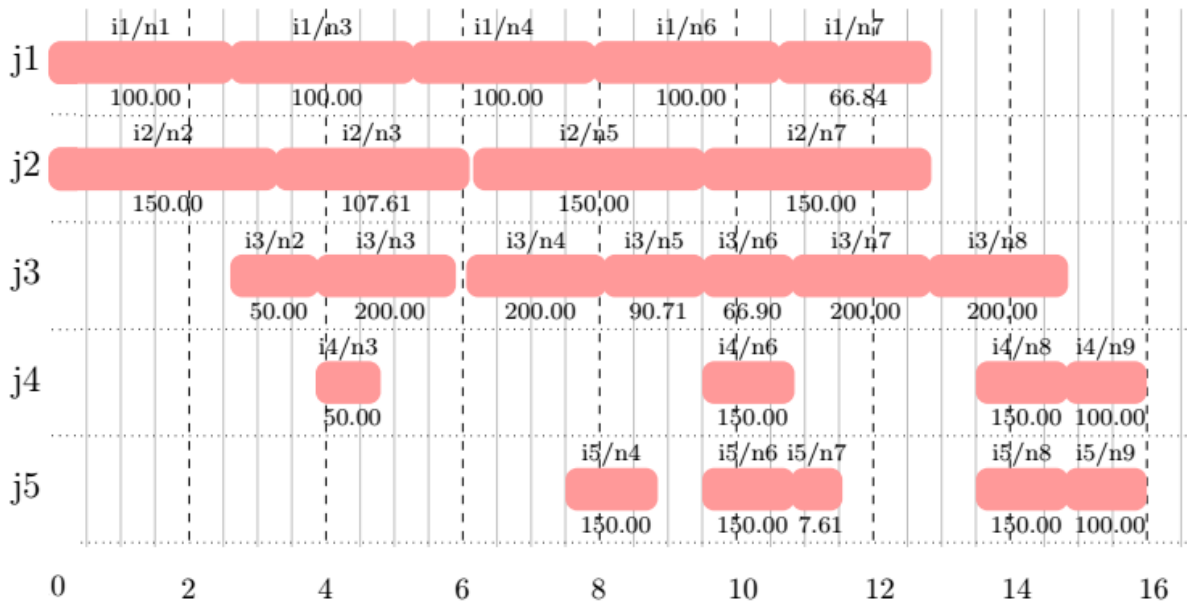 i1/n1 i1/n3 i1/n4 i1/n6 i1/n7
j1
100.00 100.00 100.00 100.00 66.84
i2/n2 i2/n3 i2/n5 i2/n7
j2
150.00 107.61 150.00 150.00
i3/n2 i3/n3 i3/n4 i3/n5 i3/n6 i3/n7 i3/n8
j3
50.00 200.00 200.00 90.71 66.90 200.00 200.00
i4/n3 i4/n6 i4/n8 i4/n9
j4
50.00 150.00 150.00 100.00
i5/n4 i5/n6 i5/n7 i5/n8 i5/n9
j5
150.00 150.00 7.61 150.00 100.00
0 2 4 6 8 10 12 14 16